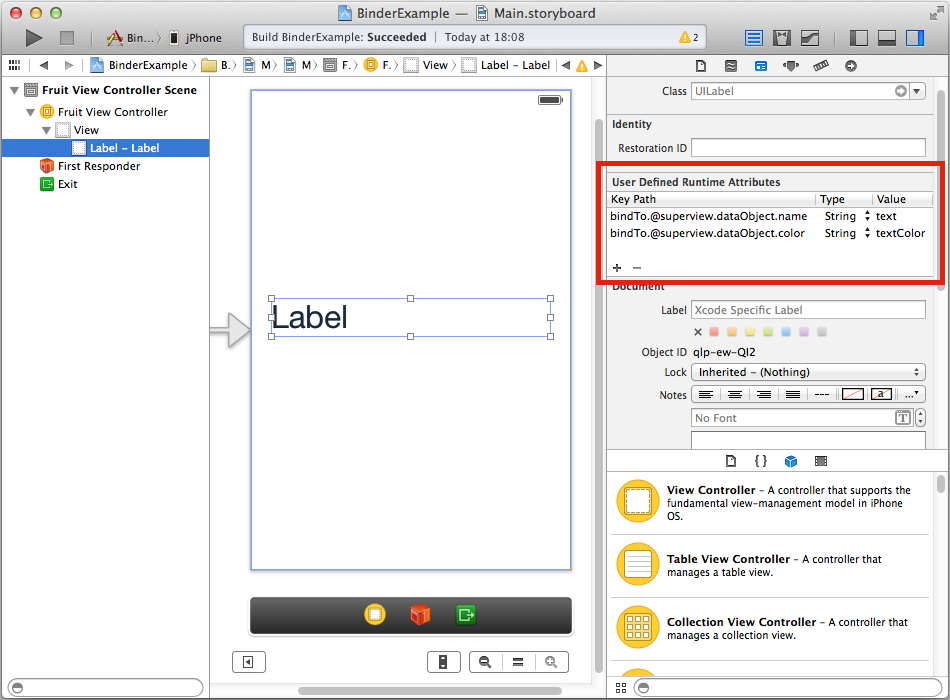 BinderExample — Main.storyboard
Bin... iPhone
Build BinderExample: Succeeded | Today at 18:08
2
BinderExample B. M M F. F. View Label – Label
Fruit View Controller Scene
Fruit View Controller
View
Label – Label
First Responder
Exit
Label
Class UILabel
Identity
Restoration ID
User Defined Runtime Attributes
Key Path Type Value
bindTo.@superview.dataObject.name String text
bindTo.@superview.dataObject.color String textColor
+ −
Document
Label Xcode Specific Label
Object ID qlp-ew-QI2
Lock Inherited – (Nothing)
Notes --- a ...
No Font T
{ }
View Controller – A controller that supports the
fundamental view-management model in iPhone
OS.
Table View Controller – A controller that
manages a table view.
Collection View Controller – A controller that
manages a collection view.